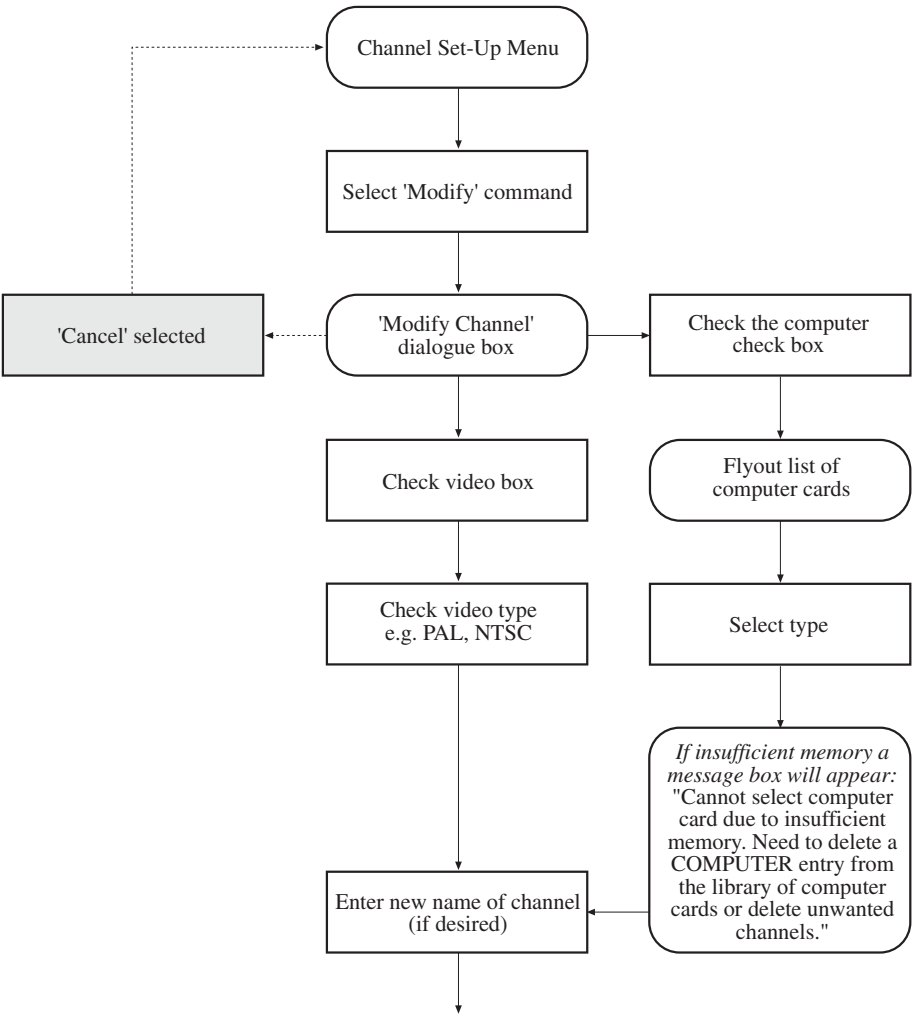 Channel Set-Up Menu
Select 'Modify' command
'Cancel' selected
'Modify Channel'
dialogue box
Check the computer
check box
Check video box
Flyout list of
computer cards
Check video type
e.g. PAL, NTSC
Select type
If insufficient memory a
message box will appear:
"Cannot select computer
card due to insufficient
memory. Need to delete a
COMPUTER entry from
the library of computer
cards or delete unwanted
channels."
Enter new name of channel
(if desired)